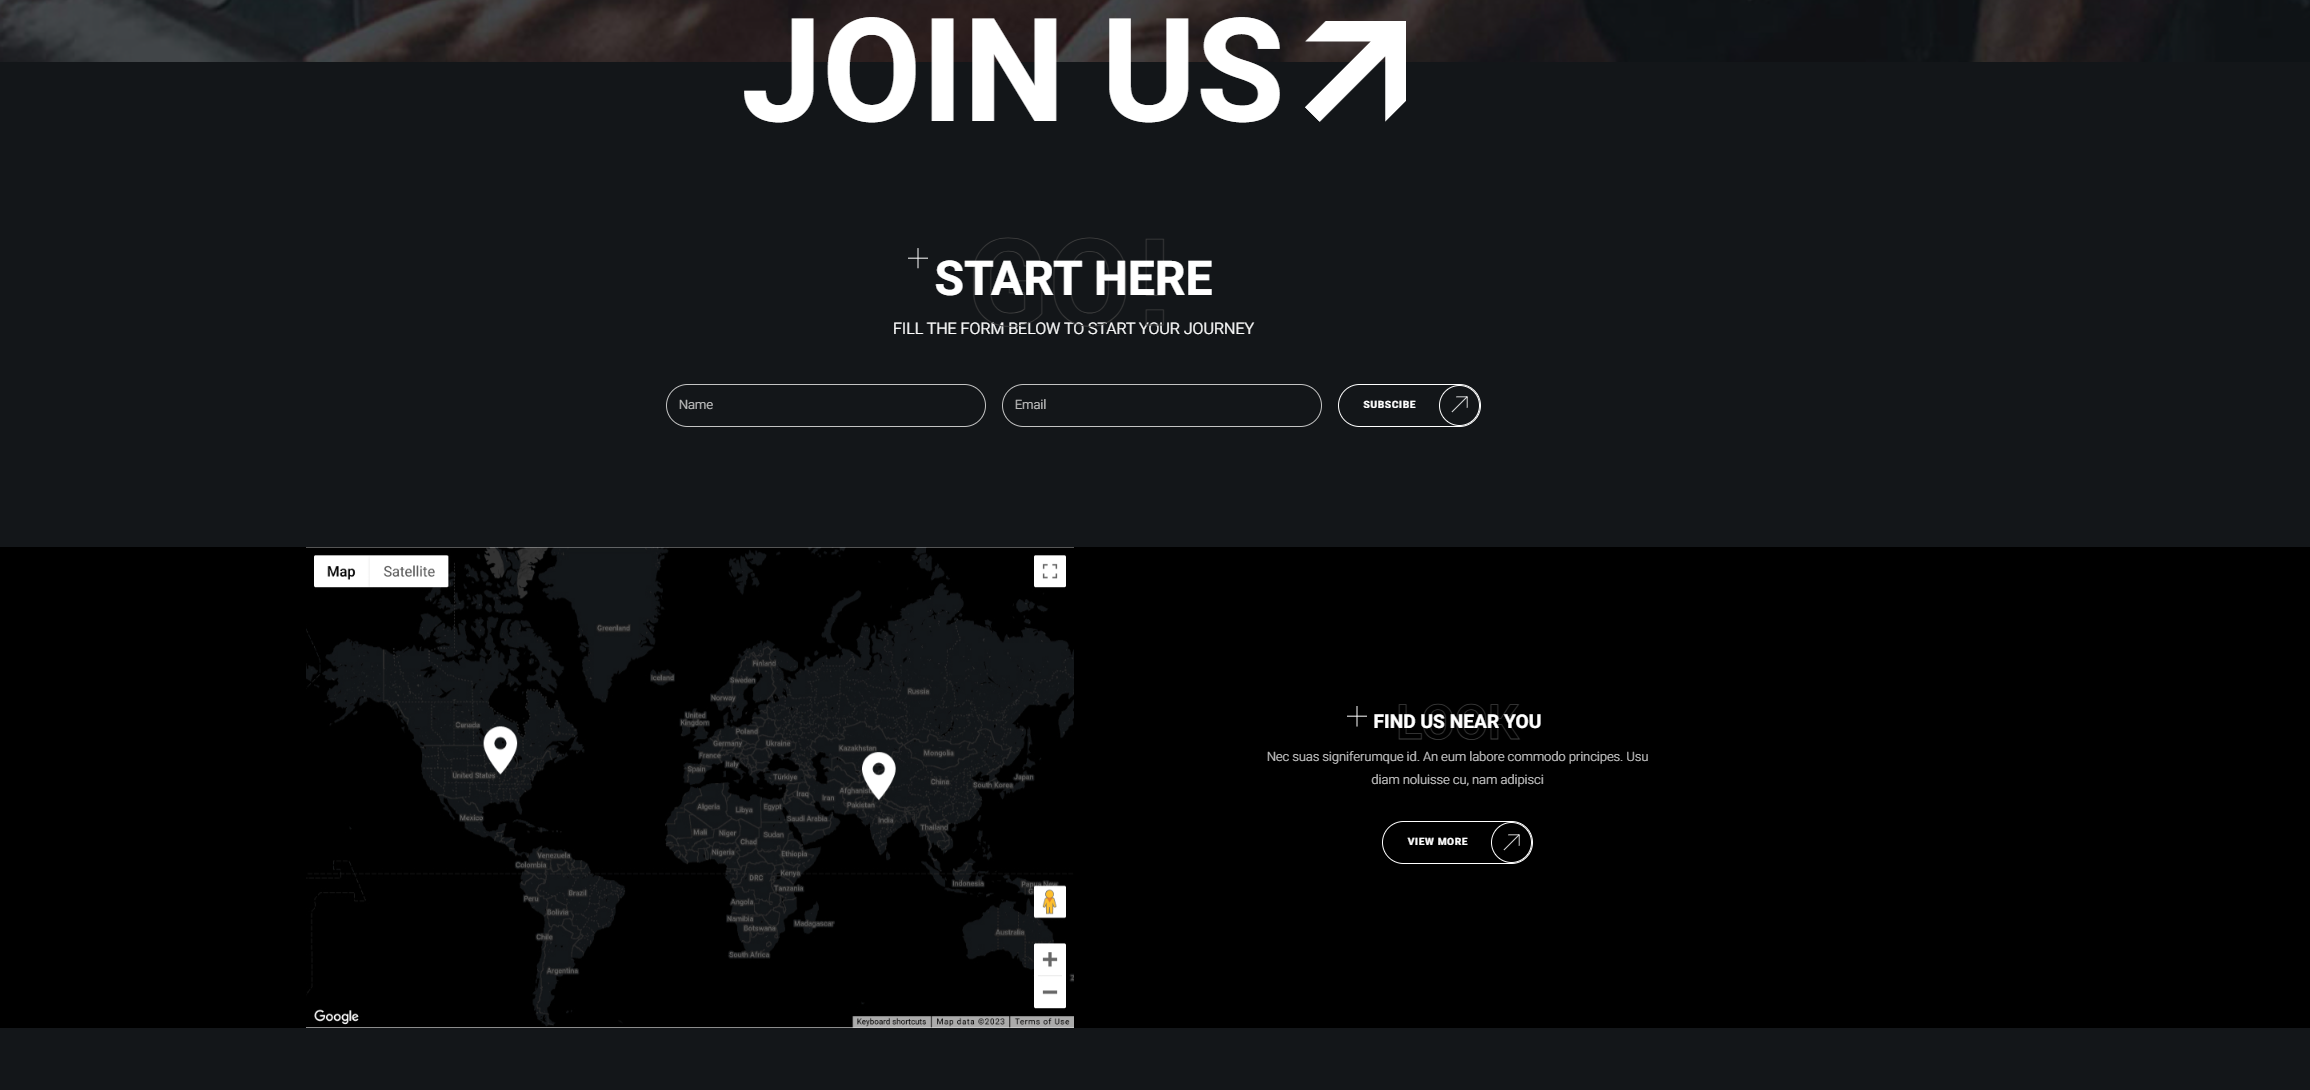 JOIN US
GO!
START HERE
FILL THE FORM BELOW TO START YOUR JOURNEY
Name
Email
SUBSCIBE
Map
Satellite
Greenland
Iceland
Finland
Sweden
Norway
Russia
United
Kingdom
Canada
Poland
Germany
Ukraine
Kazakhstan
Mongolia
France
Italy
Spain
Türkiye
United States
China
Japan
South Korea
Afghanistan
Iraq
Iran
Pakistan
Algeria
Libya
Egypt
Saudi Arabia
India
Mexico
Thailand
Mali
Niger
Sudan
Chad
Nigeria
Ethiopia
Venezuela
Colombia
DRC
Kenya
Tanzania
Indonesia
Papua New
Brazil
Peru
Angola
Bolivia
Namibia
Madagascar
Botswana
Chile
Australia
South Africa
Argentina
Google
Keyboard shortcuts
Map data ©2023
Terms of Use
LOOK
FIND US NEAR YOU
Nec suas signiferumque id. An eum labore commodo principes. Usu
diam noluisse cu, nam adipisci
VIEW MORE